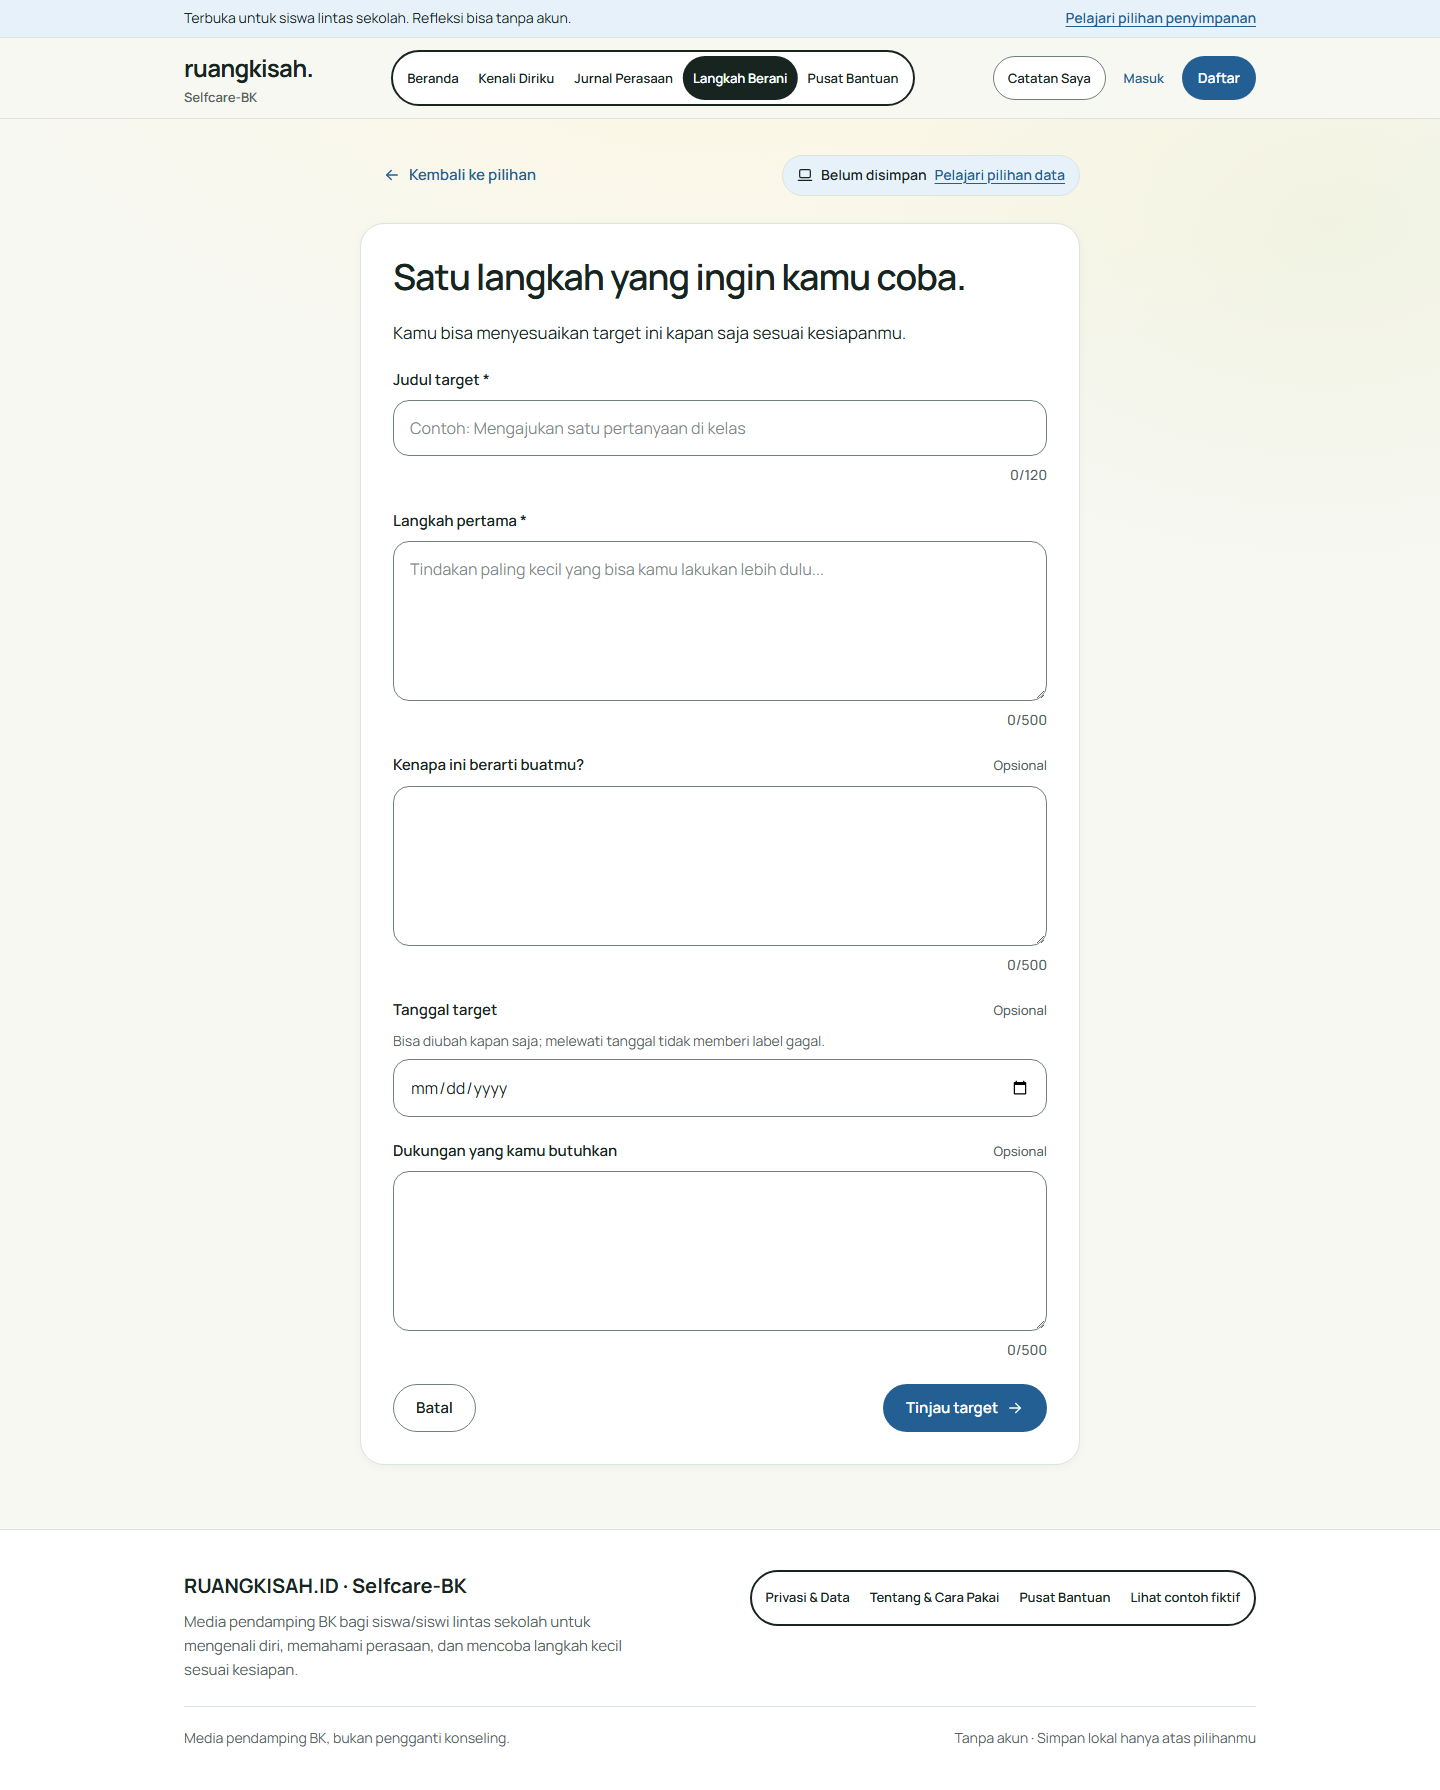 Terbuka untuk siswa lintas sekolah. Refleksi bisa tanpa akun.
Pelajari pilihan penyimpanan
ruangkisah.
Selfcare-BK
Beranda
Kenali Diriku
Jurnal Perasaan
Langkah Berani
Pusat Bantuan
Catatan Saya
Masuk
Daftar
Kembali ke pilihan
Belum disimpan Pelajari pilihan data
Satu langkah yang ingin kamu coba.
Kamu bisa menyesuaikan target ini kapan saja sesuai kesiapanmu.
Judul target *
Contoh: Mengajukan satu pertanyaan di kelas
0/120
Langkah pertama *
Tindakan paling kecil yang bisa kamu lakukan lebih dulu...
0/500
Kenapa ini berarti buatmu?
Opsional
0/500
Tanggal target
Opsional
Bisa diubah kapan saja; melewati tanggal tidak memberi label gagal.
mm/dd/yyyy
Dukungan yang kamu butuhkan
Opsional
0/500
Batal
Tinjau target
RUANGKISAH.ID · Selfcare-BK
Media pendamping BK bagi siswa/siswi lintas sekolah untuk
mengenali diri, memahami perasaan, dan mencoba langkah kecil
sesuai kesiapan.
Privasi & Data
Tentang & Cara Pakai
Pusat Bantuan
Lihat contoh fiktif
Media pendamping BK, bukan pengganti konseling.
Tanpa akun · Simpan lokal hanya atas pilihanmu